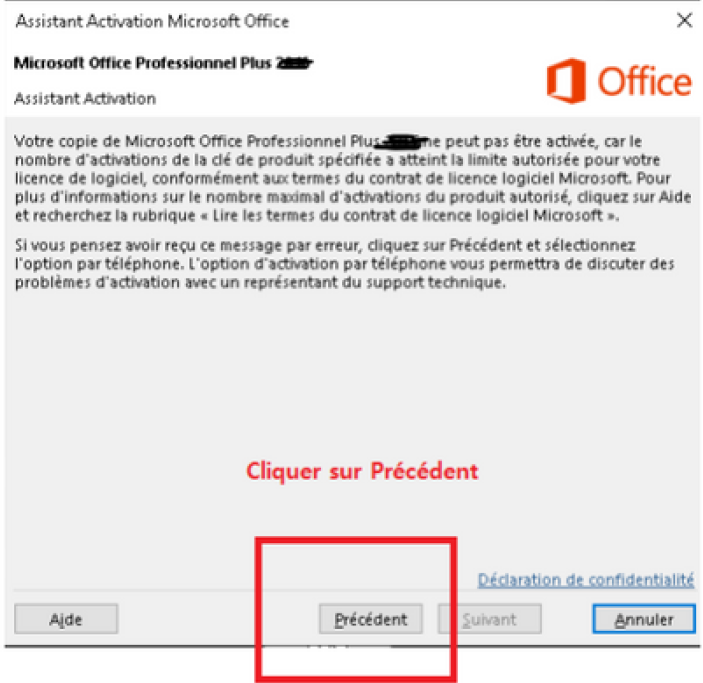 Assistant Activation Microsoft Office
Microsoft Office Professionnel Plus
Office
Assistant Activation
Votre copie de Microsoft Office Professionnel Plus ne peut pas être activée, car le
nombre d'activations de la clé de produit spécifiée a atteint la limite autorisée pour votre
licence de logiciel, conformément aux termes du contrat de licence logiciel Microsoft. Pour
plus d'informations sur le nombre maximal d'activations du produit autorisé, cliquez sur Aide
et recherchez la rubrique « Lire les termes du contrat de licence logiciel Microsoft ».
Si vous pensez avoir reçu ce message par erreur, cliquez sur Précédent et sélectionnez
l'option par téléphone. L'option d'activation par téléphone vous permettra de discuter des
problèmes d'activation avec un représentant du support technique.
Cliquer sur Précédent
Déclaration de confidentialité
Aide Précédent Suivant Annuler